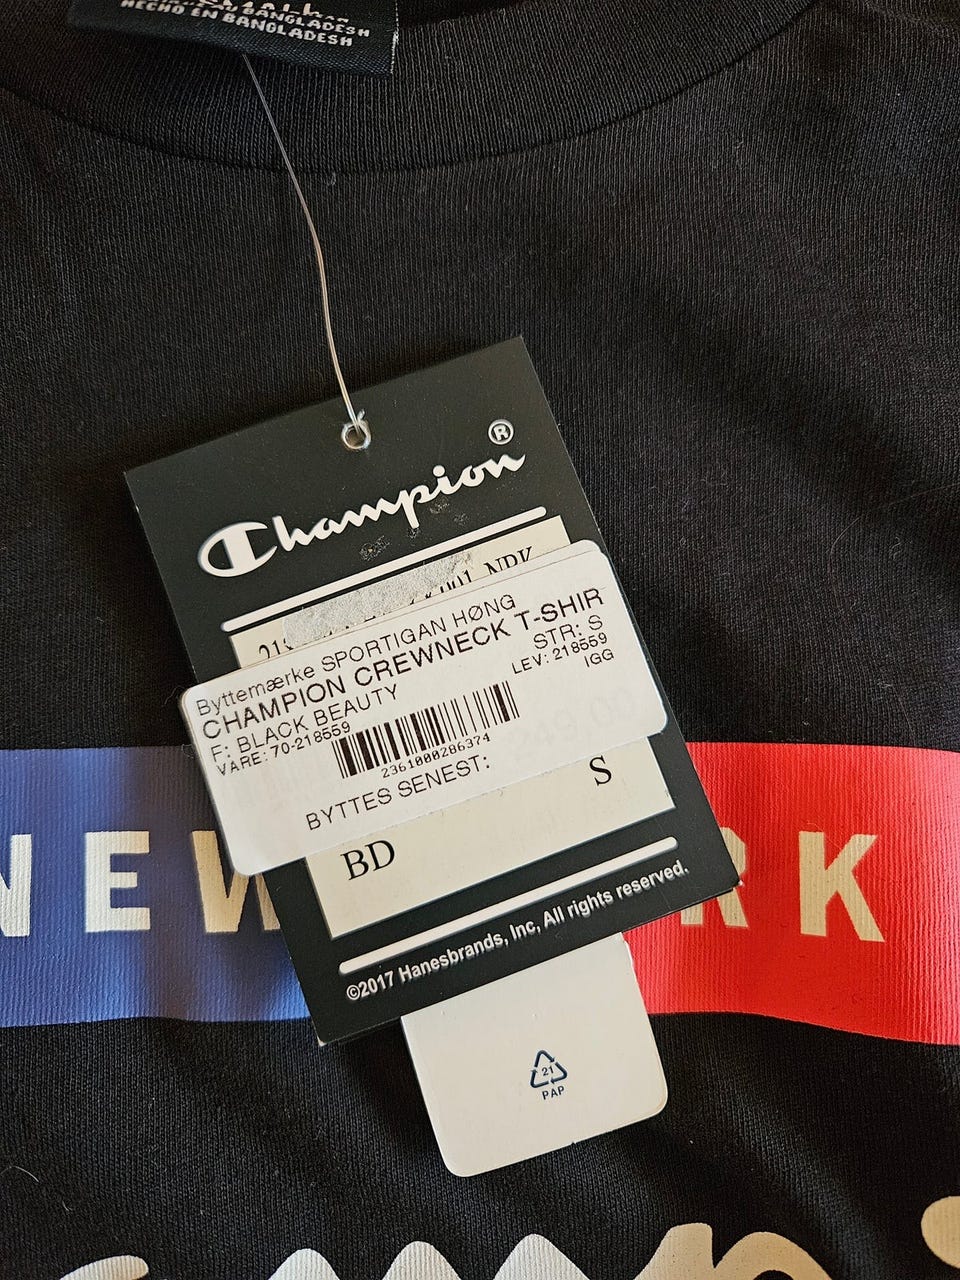 HECHO EN BANGLADESH
Champion®
NRK
Byttemærke SPORTIGAN HØNG
CHAMPION CREWNECK T-SHIR
F: BLACK BEAUTY STR: S
VARE: 70-218559 LEV: 218559
IGG
2361000286374
BYTTES SENEST:
S
BD
©2017 Hanesbrands, Inc, All rights reserved.
NEW RK
21
PAP